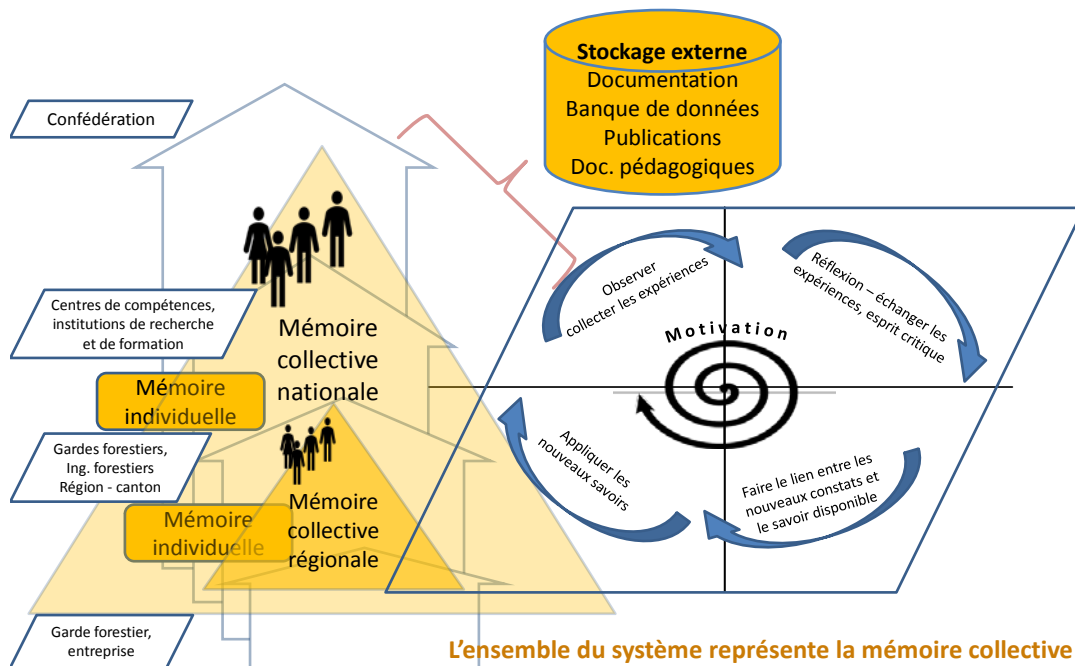 Stockage externe
Documentation
Banque de données
Publications
Doc. pédagogiques
Confédération
Centres de compétences,
institutions de recherche
et de formation
Mémoire
individuelle
Gardes forestiers,
Ing. forestiers
Région - canton
Mémoire
individuelle
Garde forestier,
entreprise
Mémoire
collective
nationale
Mémoire
collective
régionale
Observer
collecter les expériences
Réflexion – échanger les
expériences, esprit critique
Motivation
Appliquer les
nouveaux savoirs
Faire le lien entre les
nouveaux constats et
le savoir disponible
L’ensemble du système représente la mémoire collective